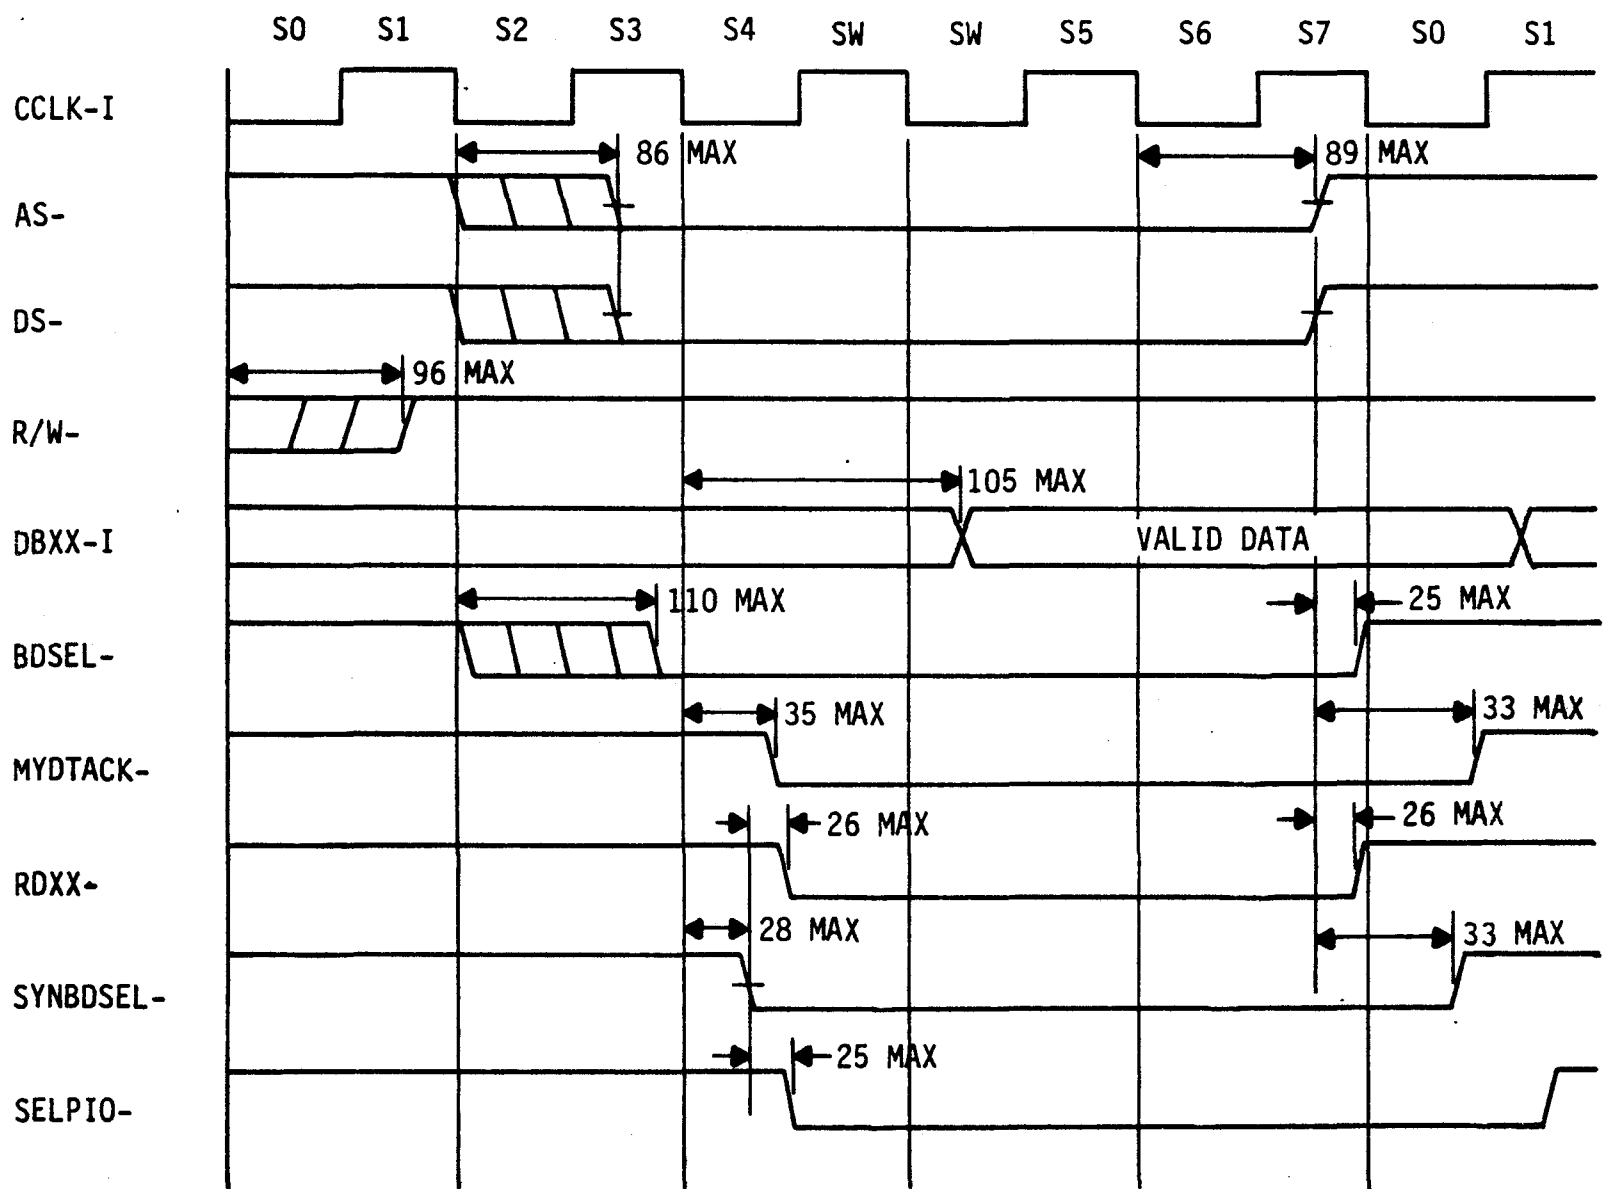 S0 S1 S2 S3 S4 SW SW S5 S6 S7 S0 S1
CCLK-I
86 MAX 89 MAX
AS-
DS-
96 MAX
R/W-
105 MAX
DBXX-I VALID DATA
110 MAX 25 MAX
BDSEL-
35 MAX 33 MAX
MYDTACK-
26 MAX 26 MAX
RDXX-
28 MAX 33 MAX
SYNBDSEL-
25 MAX
SELPIO-